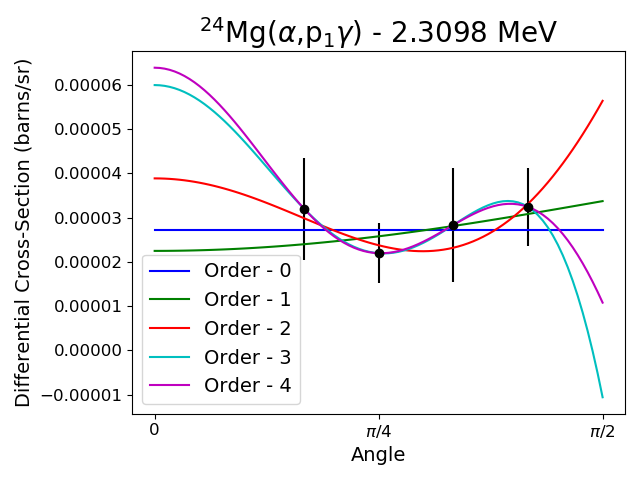 ²⁴Mg(α,p₁γ) - 2.3098 MeV
Differential Cross-Section (barns/sr)
0.00006
0.00005
0.00004
0.00003
0.00002
0.00001
0.00000
−0.00001
Order - 0
Order - 1
Order - 2
Order - 3
Order - 4
0 π/4 π/2
Angle